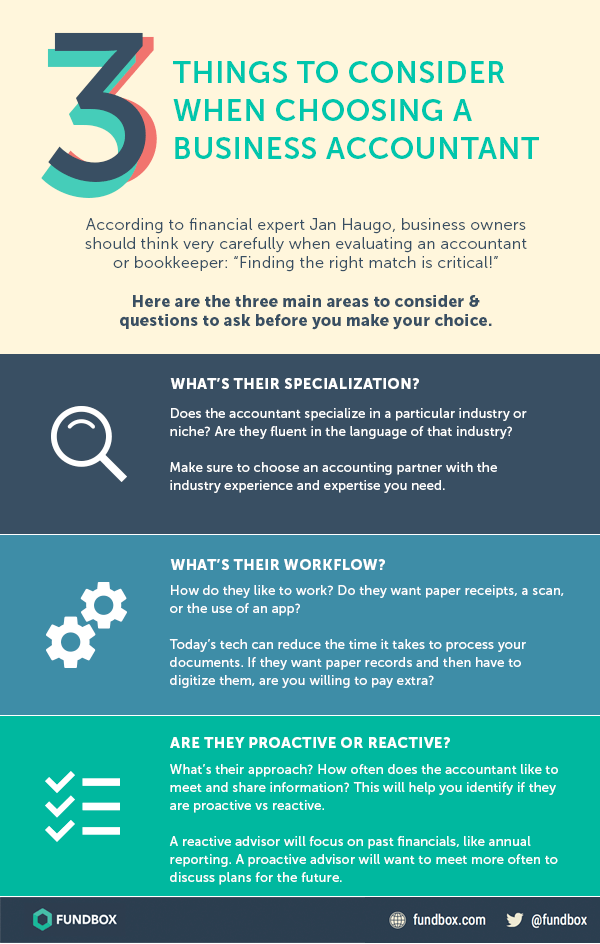 3
THINGS TO CONSIDER
WHEN CHOOSING A
BUSINESS ACCOUNTANT
According to financial expert Jan Haugo, business owners
should think very carefully when evaluating an accountant
or bookkeeper: “Finding the right match is critical!”
Here are the three main areas to consider &
questions to ask before you make your choice.
WHAT’S THEIR SPECIALIZATION?
Does the accountant specialize in a particular industry or
niche? Are they fluent in the language of that industry?
Make sure to choose an accounting partner with the
industry experience and expertise you need.
WHAT’S THEIR WORKFLOW?
How do they like to work? Do they want paper receipts, a scan,
or the use of an app?
Today’s tech can reduce the time it takes to process your
documents. If they want paper records and then have to
digitize them, are you willing to pay extra?
ARE THEY PROACTIVE OR REACTIVE?
What’s their approach? How often does the accountant like to
meet and share information? This will help you identify if they
are proactive vs reactive.
A reactive advisor will focus on past financials, like annual
reporting. A proactive advisor will want to meet more often to
discuss plans for the future.
FUNDBOX
fundbox.com
@fundbox